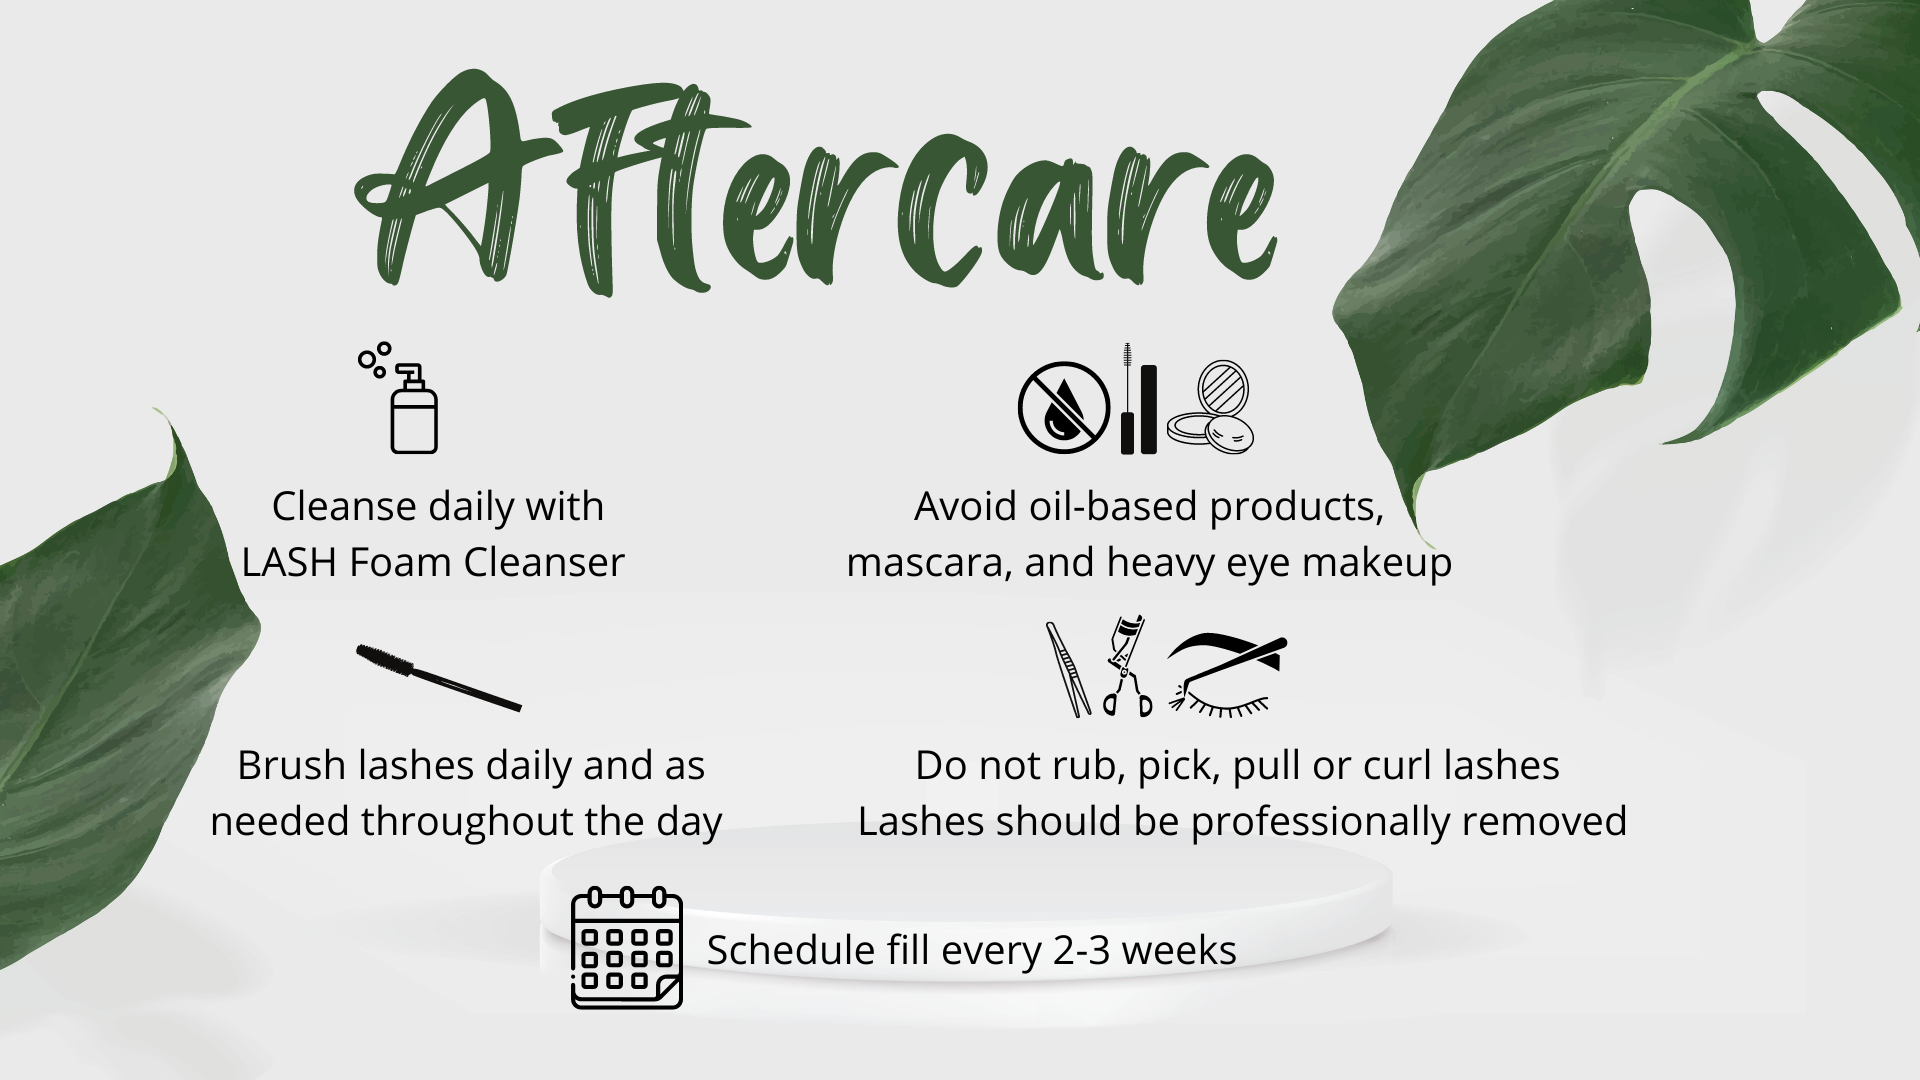 Aftercare
Cleanse daily with
LASH Foam Cleanser
Avoid oil-based products,
mascara, and heavy eye makeup
Brush lashes daily and as
needed throughout the day
Do not rub, pick, pull or curl lashes
Lashes should be professionally removed
Schedule fill every 2-3 weeks